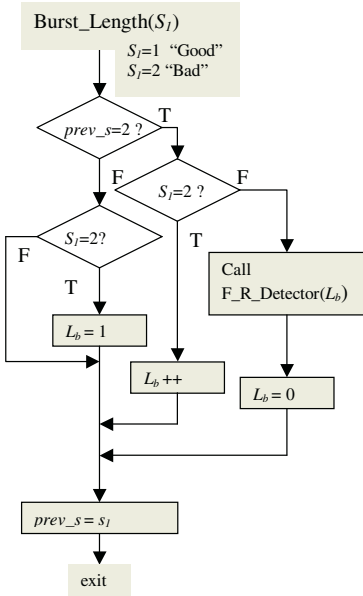 Burst_Length(S1)
S1=1 “Good”
S1=2 “Bad”
T
prev_s=2 ?
F
F
S1=2 ?
S1=2?
T
F
T
Call
F_R_Detector(Lb)
Lb = 1
Lb ++
Lb = 0
prev_s = s1
exit